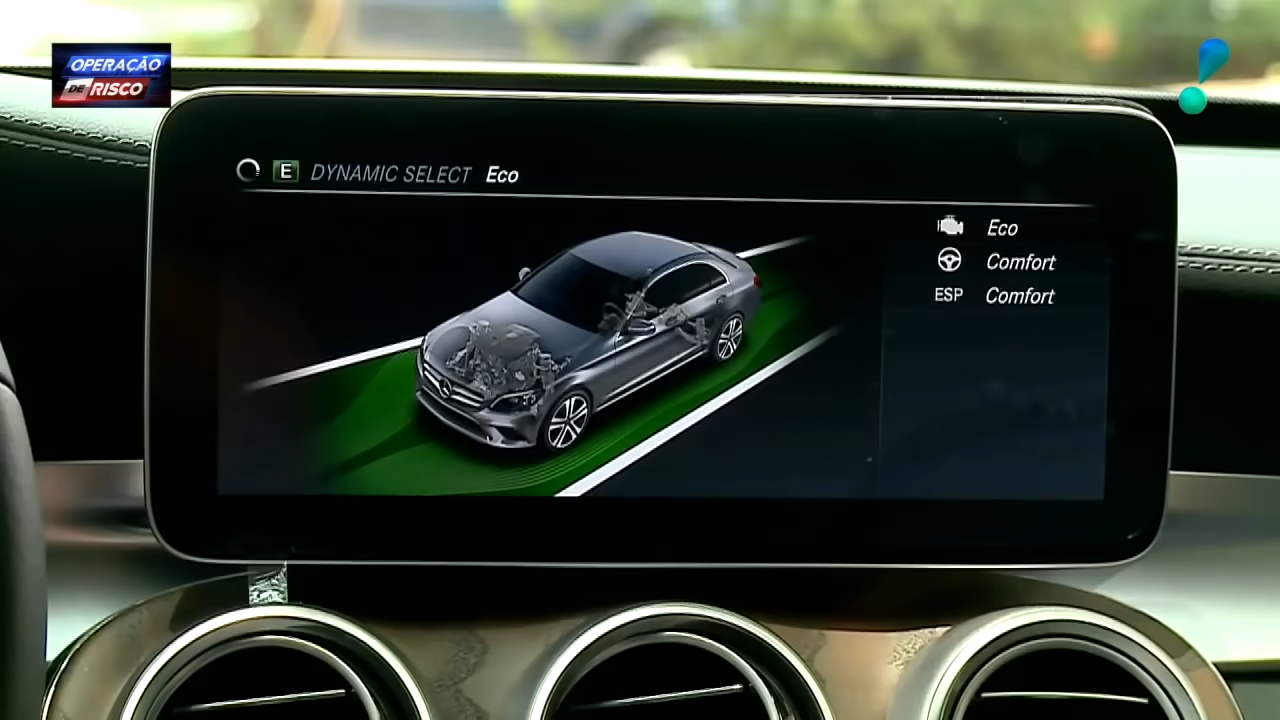 OPERAÇÃO
DE RISCO
E DYNAMIC SELECT Eco
Eco
Comfort
ESP Comfort